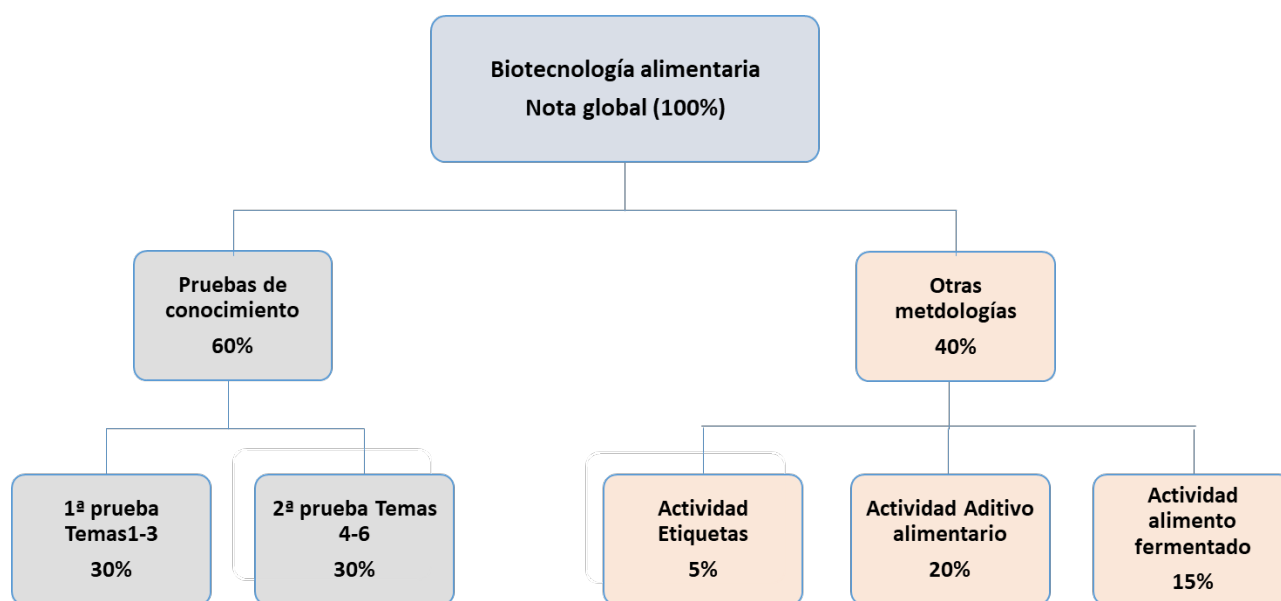 Biotecnología alimentaria
Nota global (100%)
Pruebas de
conocimiento
60%
Otras
metdologías
40%
1ª prueba
Temas1-3
30%
2ª prueba Temas
4-6
30%
Actividad
Etiquetas
5%
Actividad Aditivo
alimentario
20%
Actividad
alimento
fermentado
15%